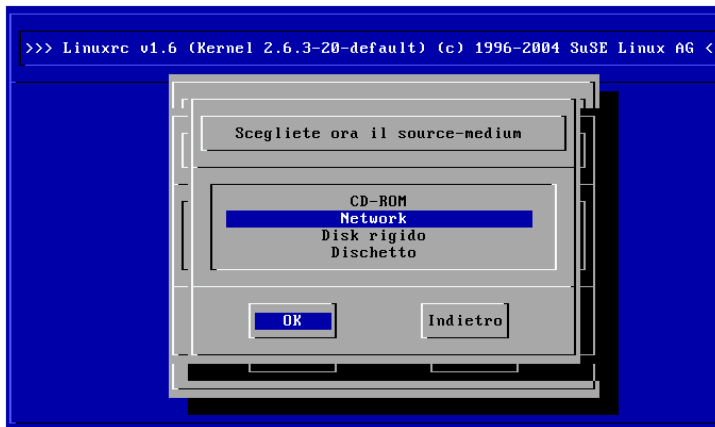 >>> Linuxrc v1.6 (Kernel 2.6.3-20-default) (c) 1996-2004 SuSE Linux AG <
Scegliete ora il source-medium
CD-ROM
Network
Disk rigido
Dischetto
OK Indietro